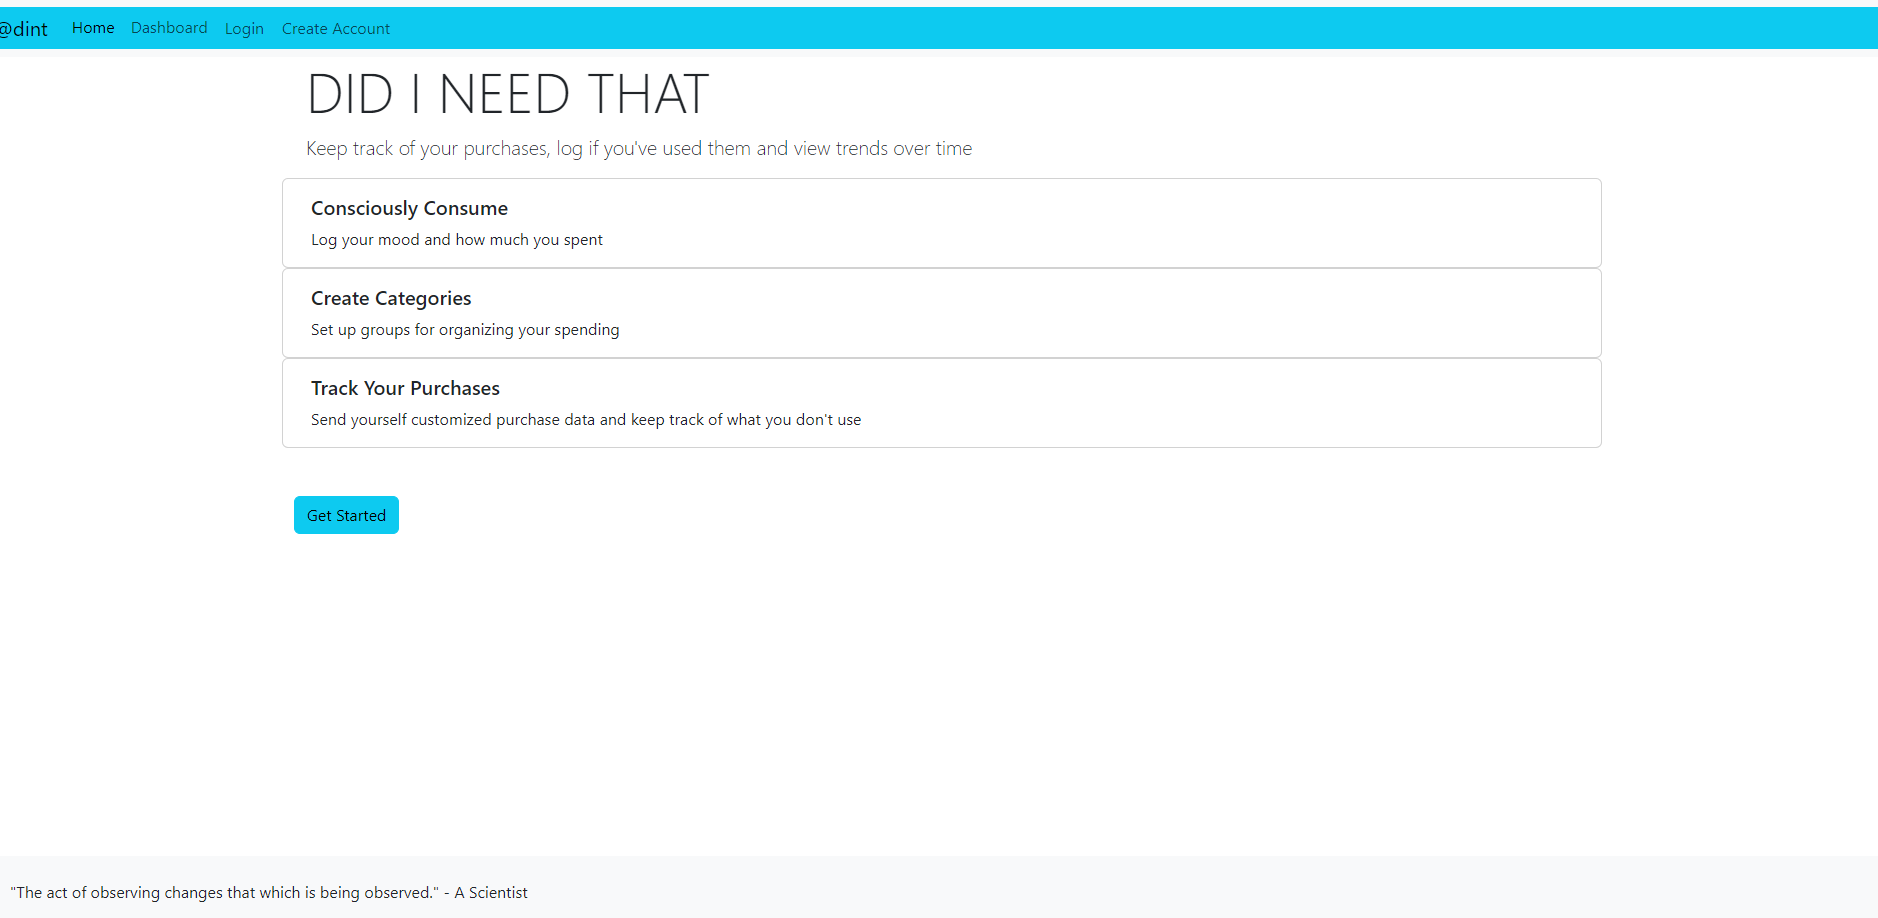 @dint Home Dashboard Login Create Account
DID I NEED THAT
Keep track of your purchases, log if you've used them and view trends over time
Consciously Consume
Log your mood and how much you spent
Create Categories
Set up groups for organizing your spending
Track Your Purchases
Send yourself customized purchase data and keep track of what you don't use
Get Started
"The act of observing changes that which is being observed." - A Scientist